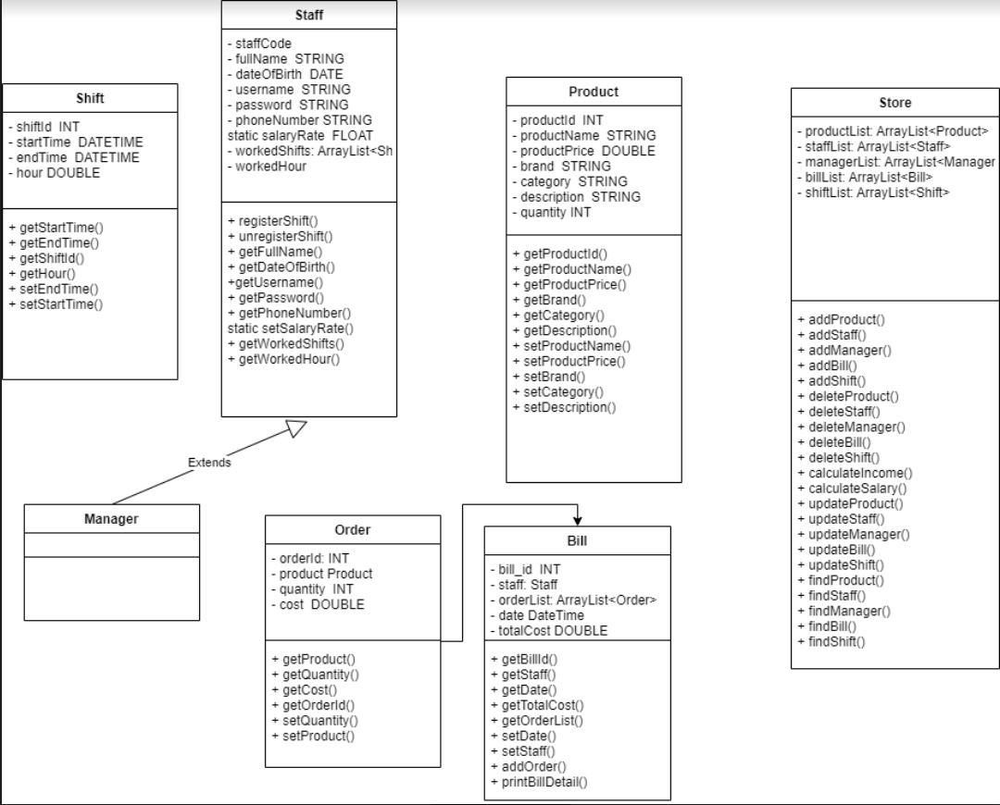 Staff
- staffCode
- fullName STRING
- dateOfBirth DATE
- username STRING
- password STRING
- phoneNumber STRING
static salaryRate FLOAT
- workedShifts: ArrayList<Sh
- workedHour
+ registerShift()
+ unregisterShift()
+ getFullName()
+ getDateOfBirth()
+getUsername()
+ getPassword()
+ getPhoneNumber()
static setSalaryRate()
+ getWorkedShifts()
+ getWorkedHour()
Shift
- shiftId INT
- startTime DATETIME
- endTime DATETIME
- hour DOUBLE
+ getStartTime()
+ getEndTime()
+ getShiftId()
+ getHour()
+ setEndTime()
+ setStartTime()
Product
- productId INT
- productName STRING
- productPrice DOUBLE
- brand STRING
- category STRING
- description STRING
- quantity INT
+ getProductId()
+ getProductName()
+ getProductPrice()
+ getBrand()
+ getCategory()
+ getDescription()
+ setProductName()
+ setProductPrice()
+ setBrand()
+ setCategory()
+ setDescription()
Store
- productList: ArrayList<Product>
- staffList: ArrayList<Staff>
- managerList: ArrayList<Manager
- billList: ArrayList<Bill>
- shiftList: ArrayList<Shift>
+ addProduct()
+ addStaff()
+ addManager()
+ addBill()
+ addShift()
+ deleteProduct()
+ deleteStaff()
+ deleteManager()
+ deleteBill()
+ deleteShift()
+ calculateIncome()
+ calculateSalary()
+ updateProduct()
+ updateStaff()
+ updateManager()
+ updateBill()
+ updateShift()
+ findProduct()
+ findStaff()
+ findManager()
+ findBill()
+ findShift()
Extends
Manager
Order
- orderId: INT
- product Product
- quantity INT
- cost DOUBLE
+ getProduct()
+ getQuantity()
+ getCost()
+ getOrderId()
+ setQuantity()
+ setProduct()
Bill
- bill_id INT
- staff: Staff
- orderList: ArrayList<Order>
- date DateTime
- totalCost DOUBLE
+ getBillId()
+ getStaff()
+ getDate()
+ getTotalCost()
+ getOrderList()
+ setDate()
+ setStaff()
+ addOrder()
+ printBillDetail()